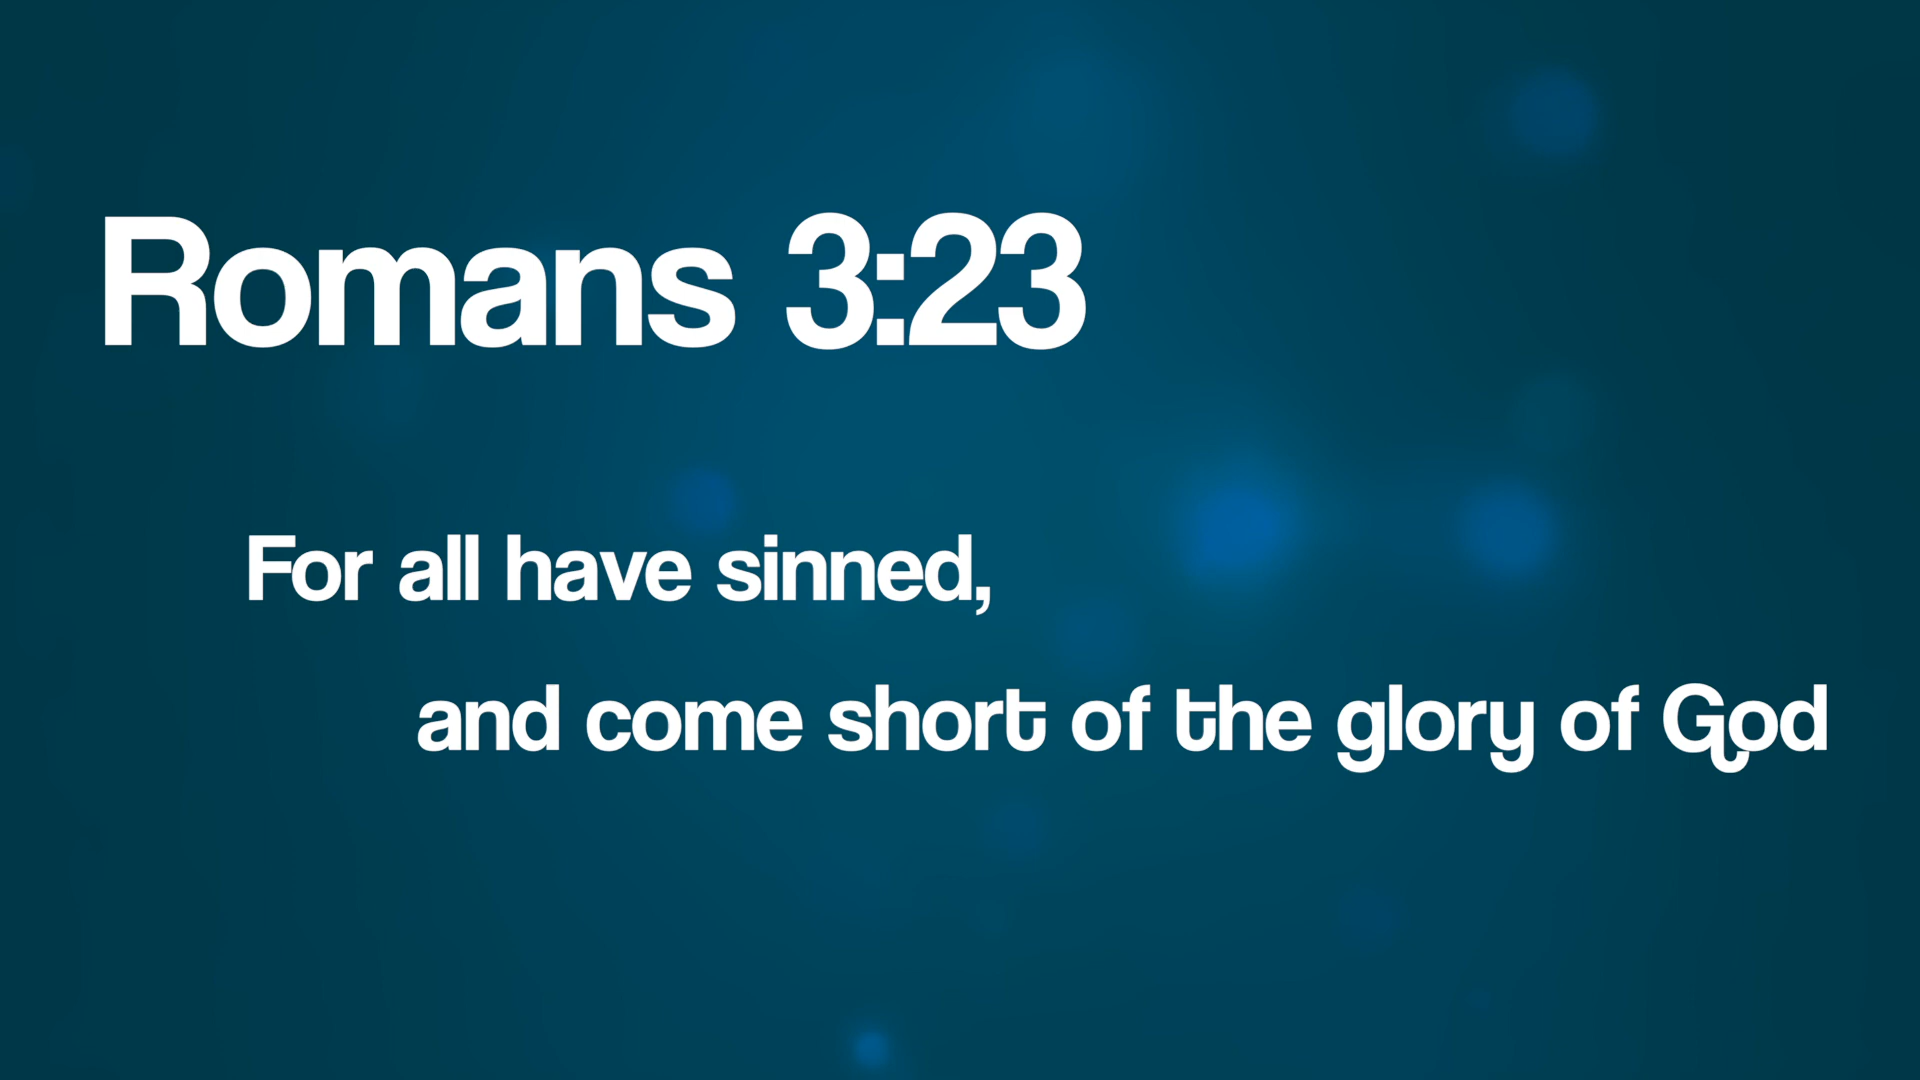 Romans 3:23
For all have sinned,
and come short of the glory of God